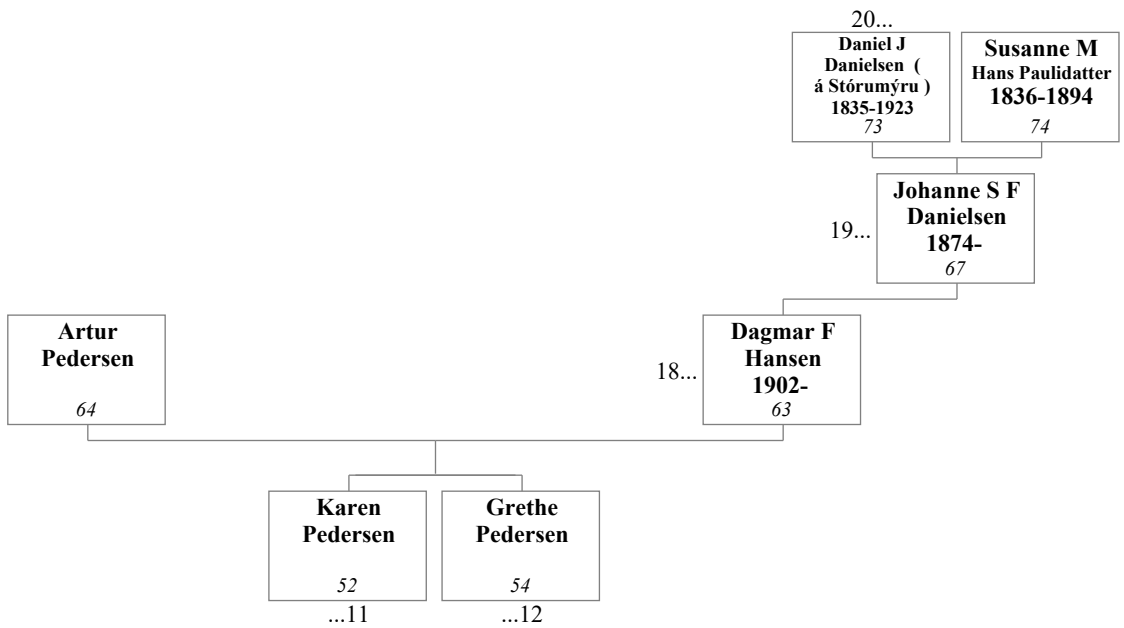 20...
Daniel J
Danielsen (
á Stórumýru )
1835-1923
73
Susanne M
Hans Paulidatter
1836-1894
74
19...
Johanne S F
Danielsen
1874-
67
Artur
Pedersen
64
18...
Dagmar F
Hansen
1902-
63
Karen
Pedersen
52
...11
Grethe
Pedersen
54
...12